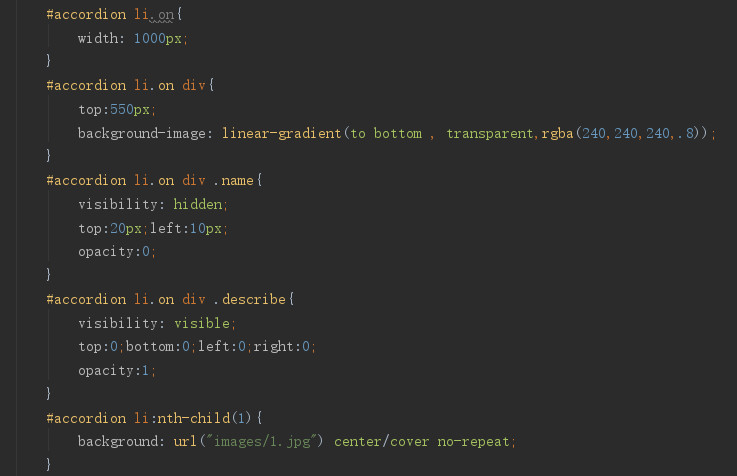 #accordion li.on{
    width: 1000px;
}
#accordion li.on div{
    top:550px;
    background-image: linear-gradient(to bottom , transparent,rgba(240,240,240,.8));
}
#accordion li.on div .name{
    visibility: hidden;
    top:20px;left:10px;
    opacity:0;
}
#accordion li.on div .describe{
    visibility: visible;
    top:0;bottom:0;left:0;right:0;
    opacity:1;
}
#accordion li:nth-child(1){
    background: url("images/1.jpg") center/cover no-repeat;
}